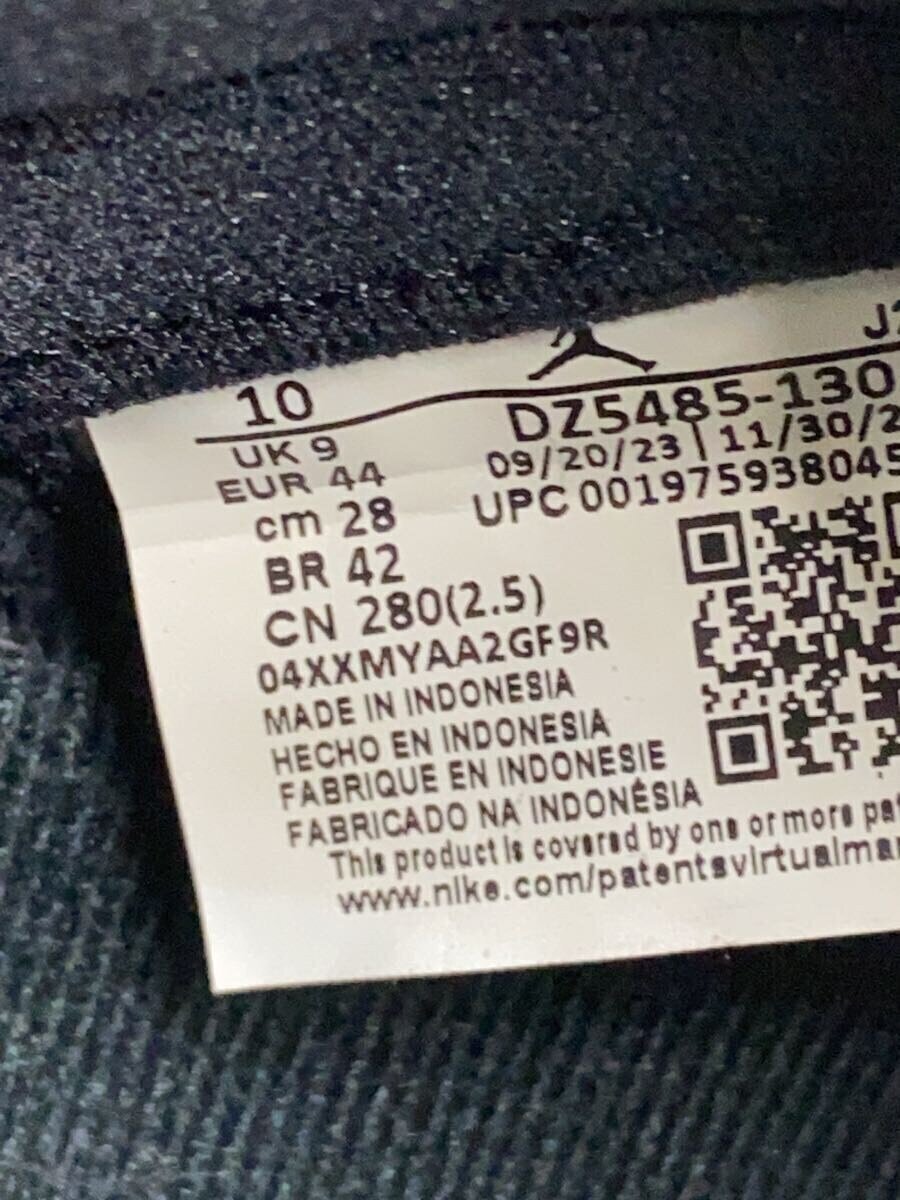 10
J2
UK 9
DZ5485-130
EUR 44
09/20/23 | 11/30/2
cm 28
UPC 001975938045
BR 42
CN 280(2.5)
04XXMYAA2GF9R
MADE IN INDONESIA
HECHO EN INDONESIA
FABRIQUE EN INDONESIE
FABRICADO NA INDONÉSIA
This product is covered by one or more pa
www.nike.com/patentsvirtualmar